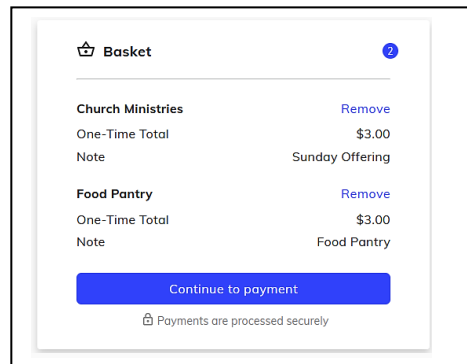 Basket 2
Church Ministries Remove
One-Time Total $3.00
Note Sunday Offering
Food Pantry Remove
One-Time Total $3.00
Note Food Pantry
Continue to payment
Payments are processed securely